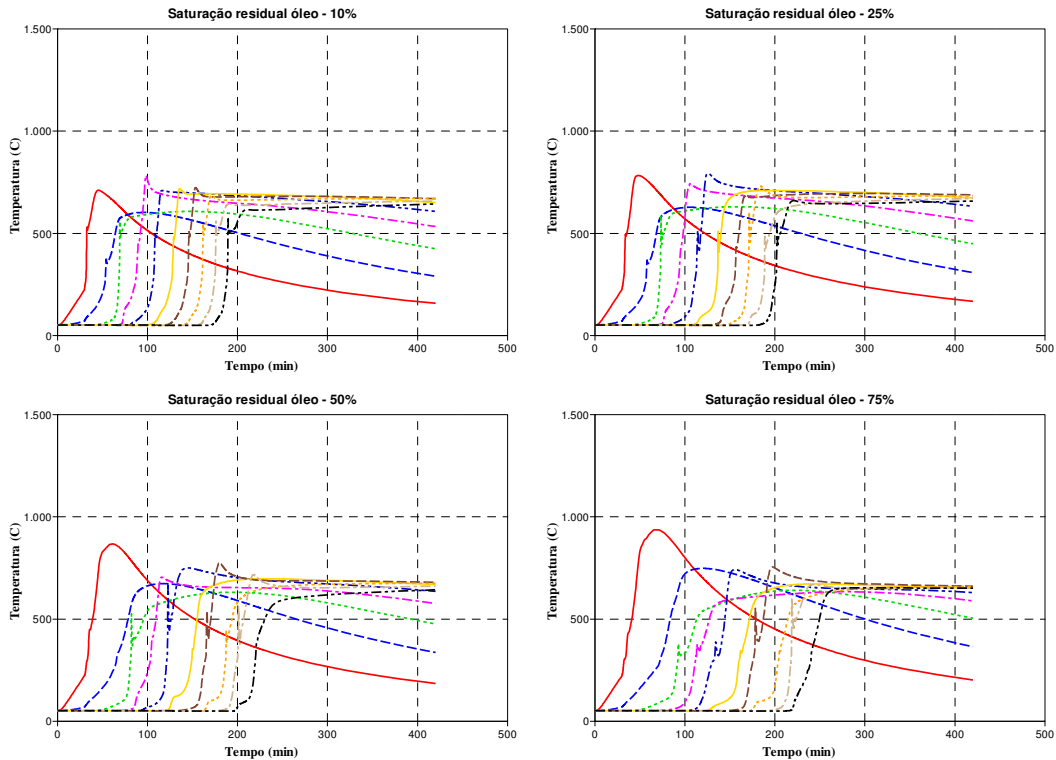 Saturação residual óleo - 10%
1.500
1.000
500
0
Temperatura (C)
0 100 200 300 400 500
Tempo (min)
Saturação residual óleo - 25%
1.500
1.000
500
0
Temperatura (C)
0 100 200 300 400 500
Tempo (min)
Saturação residual óleo - 50%
1.500
1.000
500
0
Temperatura (C)
0 100 200 300 400 500
Tempo (min)
Saturação residual óleo - 75%
1.500
1.000
500
0
Temperatura (C)
0 100 200 300 400 500
Tempo (min)